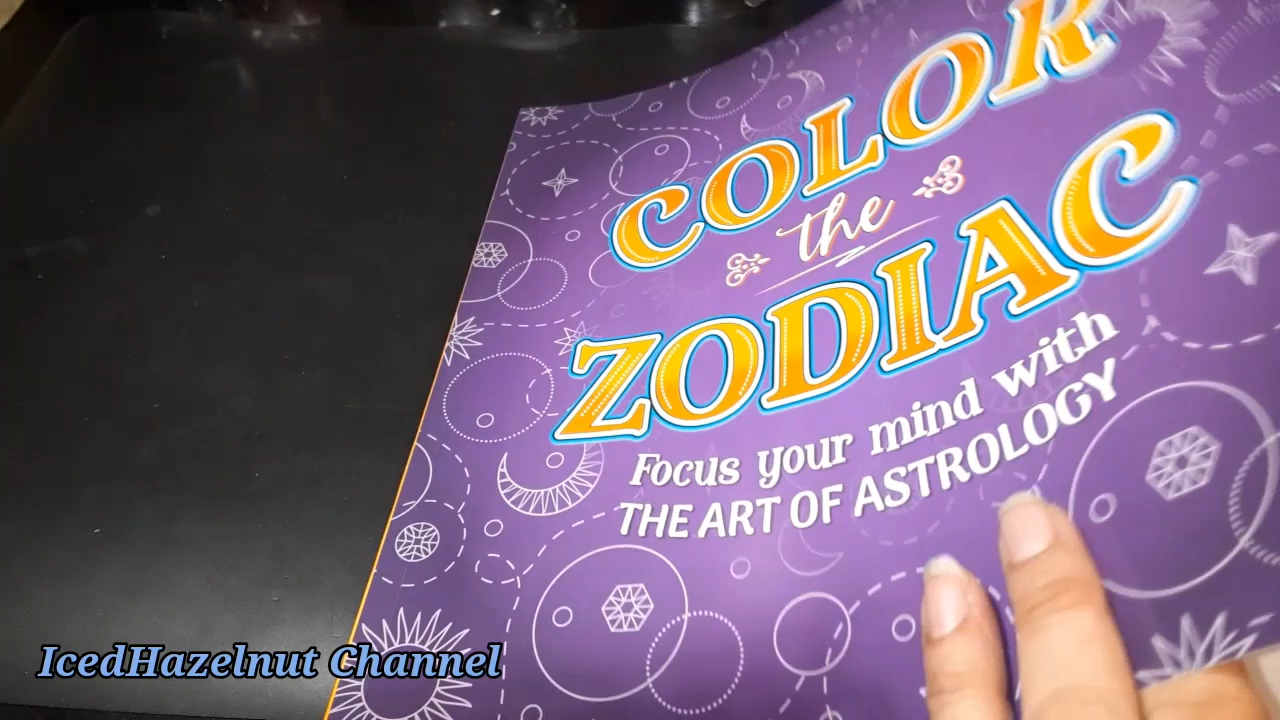 COLOR
the
ZODIAC
Focus your mind with
THE ART OF ASTROLOGY
IcedHazelnut Channel